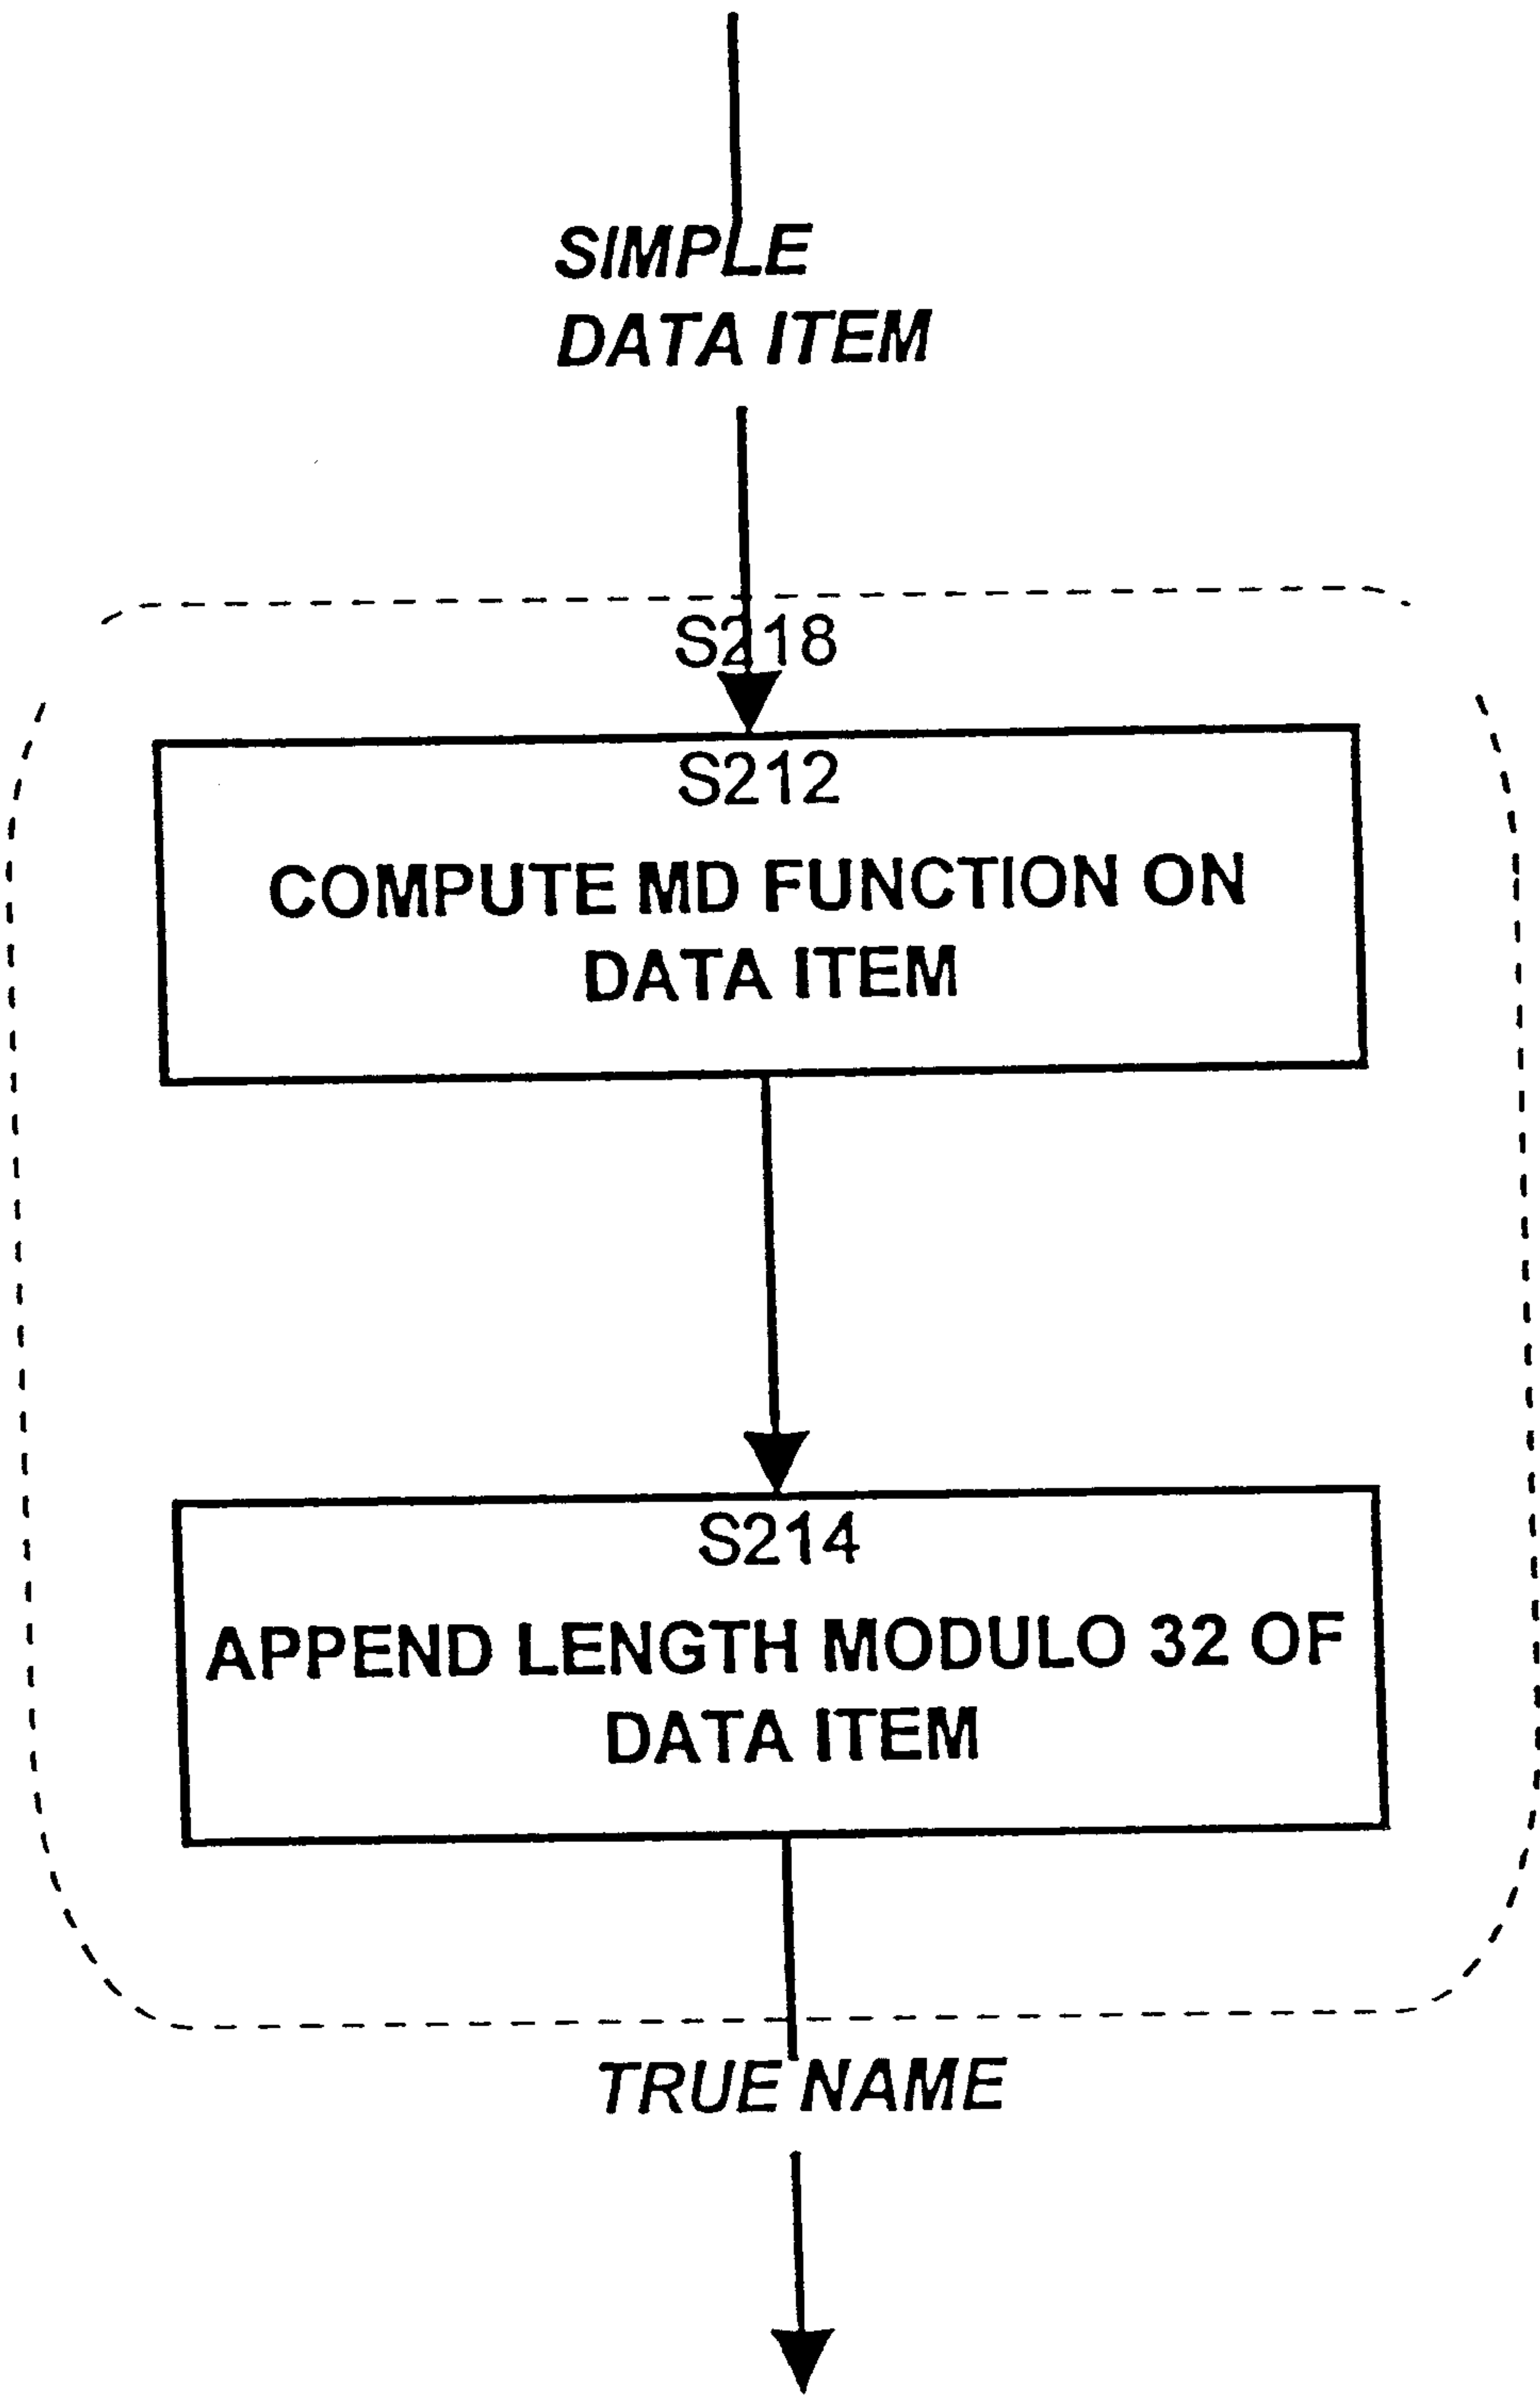 SIMPLE
DATA ITEM
S218
S212
COMPUTE MD FUNCTION ON
DATA ITEM
S214
APPEND LENGTH MODULO 32 OF
DATA ITEM
TRUE NAME